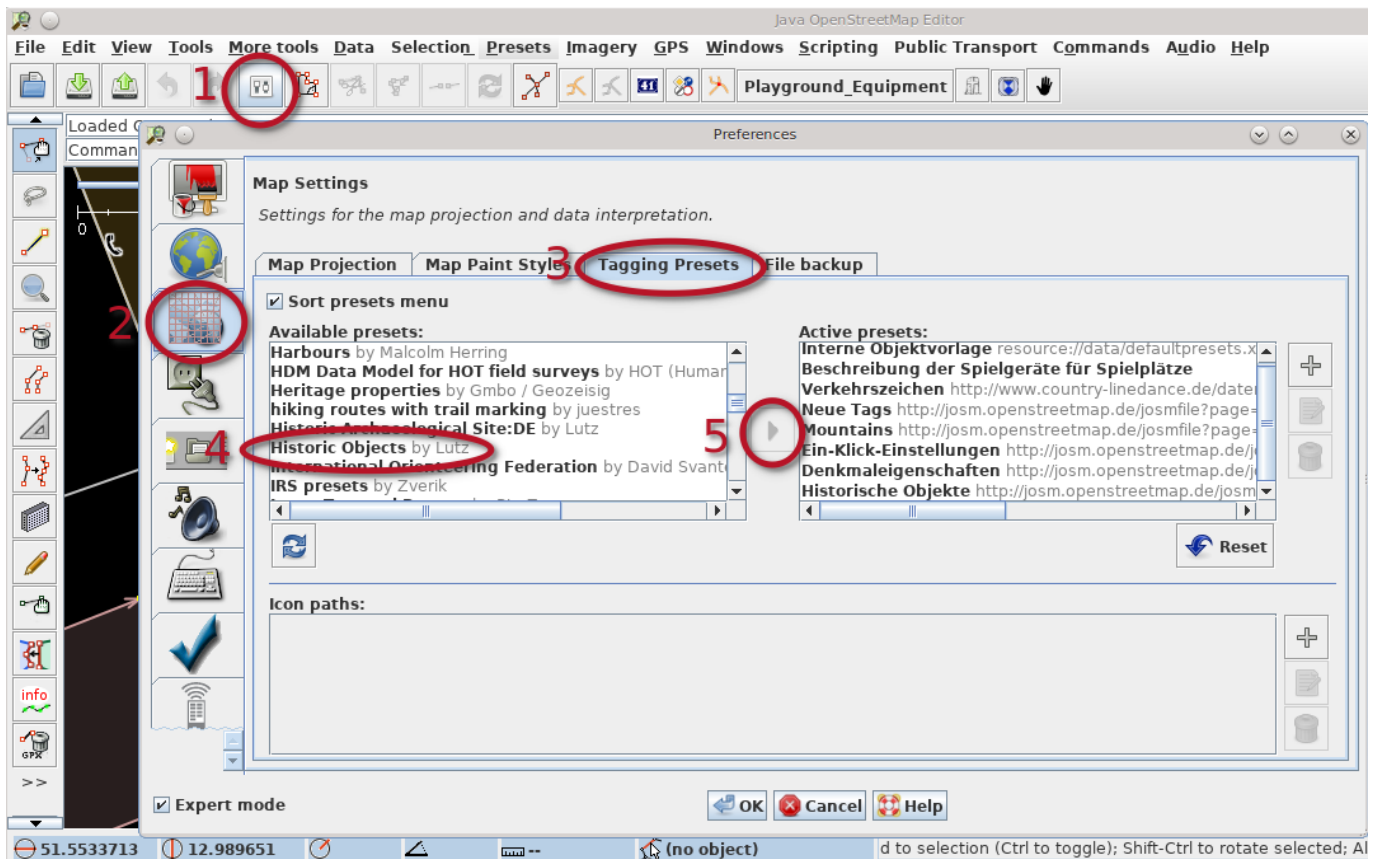 Java OpenStreetMap Editor
File Edit View Tools More tools Data Selection Presets Imagery GPS Windows Scripting Public Transport Commands Audio Help
1
41
Playground_Equipment
Loaded
Comman
Preferences
0
Map Settings
Settings for the map projection and data interpretation.
2
3
Map Projection Map Paint Styles Tagging Presets File backup
Sort presets menu
Available presets:
Harbours by Malcolm Herring
HDM Data Model for HOT field surveys by HOT (Human
Heritage properties by Gmbo / Geozeisig
hiking routes with trail marking by juestres
Historic Archaeological Site:DE by Lutz
4
Historic Objects by Lutz
International Orienteering Federation by David Svant
IRS presets by Zverik
5
Active presets:
Interne Objektvorlage resource://data/defaultpresets.x
Beschreibung der Spielgeräte für Spielplätze
Verkehrszeichen http://www.country-linedance.de/date
Neue Tags http://josm.openstreetmap.de/josmfile?page=
Mountains http://josm.openstreetmap.de/josmfile?page=
Ein-Klick-Einstellungen http://josm.openstreetmap.de/j
Denkmaleigenschaften http://josm.openstreetmap.de/j
Historische Objekte http://josm.openstreetmap.de/josm
Reset
Icon paths:
info
GPX
>>
Expert mode
OK Cancel Help
51.5533713 12.989651 -- (no object) d to selection (Ctrl to toggle); Shift-Ctrl to rotate selected; Al